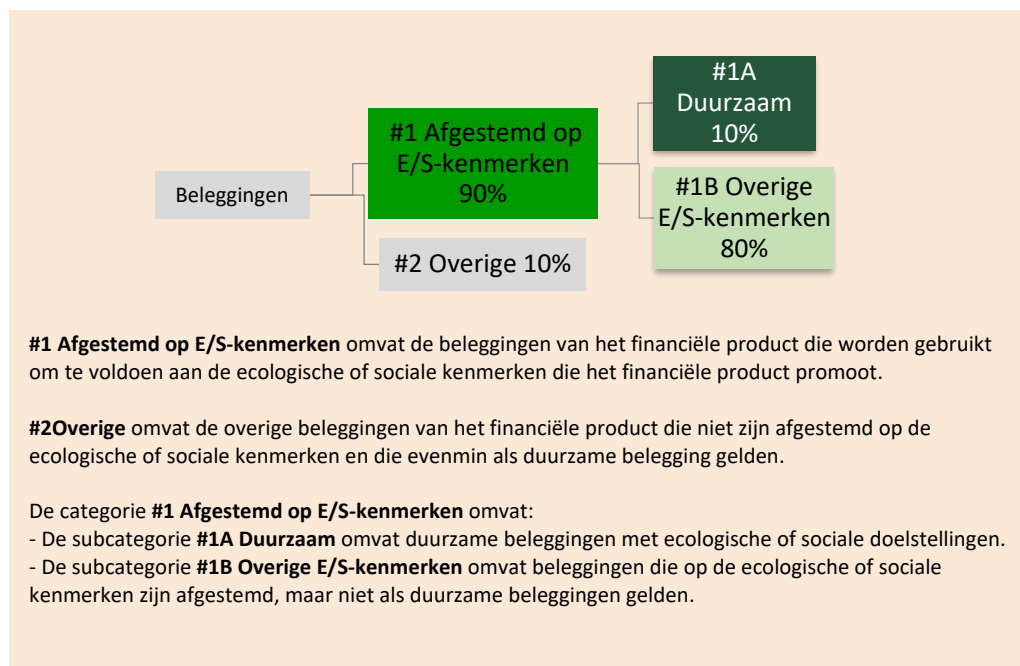 #1A
Duurzaam
10%
#1 Afgestemd op
E/S-kenmerken
90%
Beleggingen
#1B Overige
E/S-kenmerken
80%
#2 Overige 10%
#1 Afgestemd op E/S-kenmerken omvat de beleggingen van het financiële product die worden gebruikt
om te voldoen aan de ecologische of sociale kenmerken die het financiële product promoot.
#2Overige omvat de overige beleggingen van het financiële product die niet zijn afgestemd op de
ecologische of sociale kenmerken en die evenmin als duurzame belegging gelden.
De categorie #1 Afgestemd op E/S-kenmerken omvat:
- De subcategorie #1A Duurzaam omvat duurzame beleggingen met ecologische of sociale doelstellingen.
- De subcategorie #1B Overige E/S-kenmerken omvat beleggingen die op de ecologische of sociale
kenmerken zijn afgestemd, maar niet als duurzame beleggingen gelden.